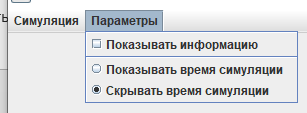 Симуляция Параметры
Показывать информацию
Показывать время симуляции
Скрывать время симуляции